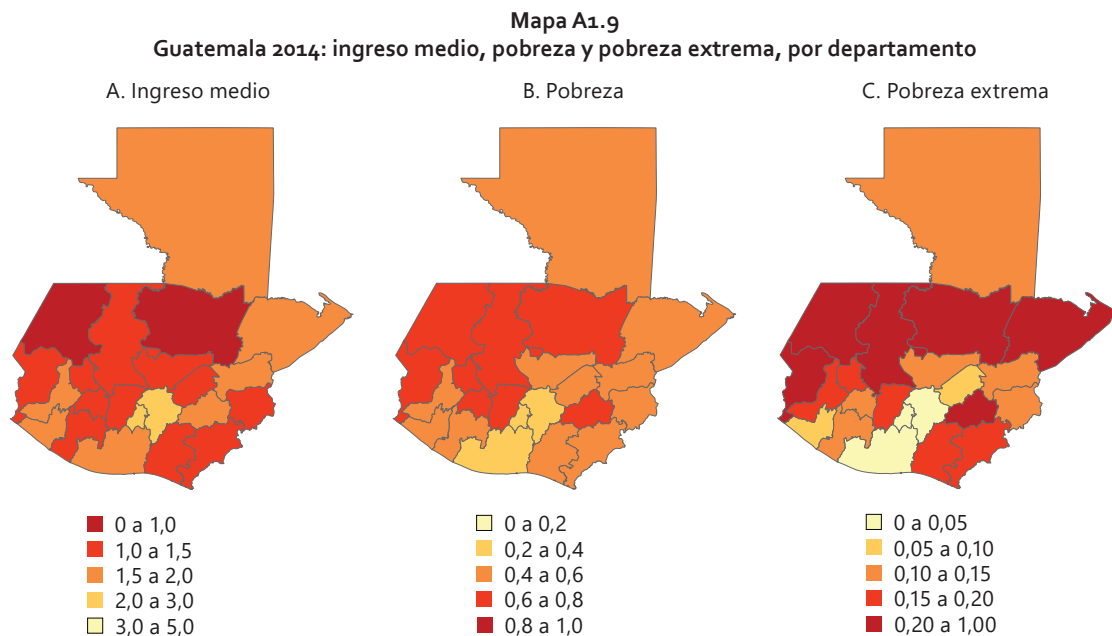 Mapa A1.9
Guatemala 2014: ingreso medio, pobreza y pobreza extrema, por departamento
A. Ingreso medio
B. Pobreza
C. Pobreza extrema
0 a 1,0
1,0 a 1,5
1,5 a 2,0
2,0 a 3,0
3,0 a 5,0
0 a 0,2
0,2 a 0,4
0,4 a 0,6
0,6 a 0,8
0,8 a 1,0
0 a 0,05
0,05 a 0,10
0,10 a 0,15
0,15 a 0,20
0,20 a 1,00